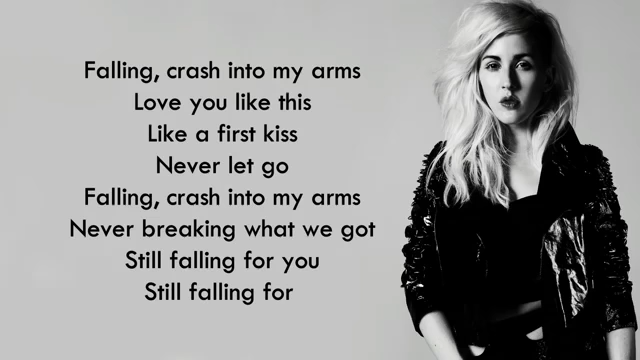 Falling, crash into my arms
Love you like this
Like a first kiss
Never let go
Falling, crash into my arms
Never breaking what we got
Still falling for you
Still falling for